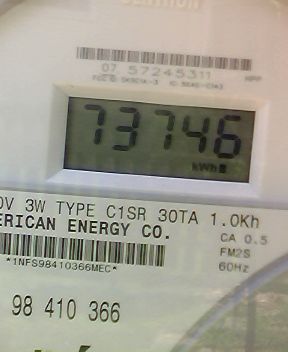 CENTRON
07 57245311
73746
kWh
0V 3W TYPE C1SR 30TA 1.0Kh
ERICAN ENERGY CO.
CA 0.5
FM2S
60Hz
*1NFS98410366MEC*
98 410 366